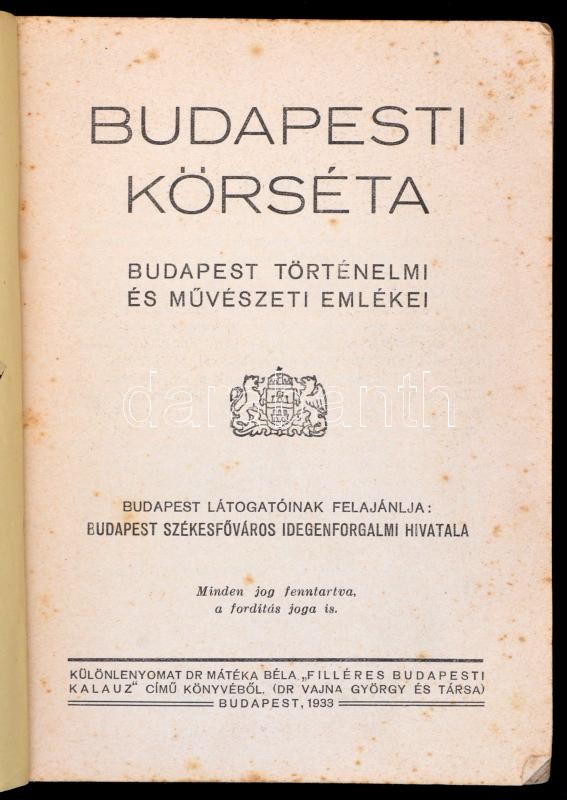 BUDAPESTI
KÖRSÉTA
BUDAPEST TÖRTÉNELMI
ÉS MŰVÉSZETI EMLÉKEI
darabanth
BUDAPEST LÁTOGATÓINAK FELAJÁNLJA:
BUDAPEST SZÉKESFŐVÁROS IDEGENFORGALMI HIVATALA
Minden jog fenntartva,
a fordítás joga is.
KÜLÖNLENYOMAT DR MÁTÉKA BÉLA „FILLÉRES BUDAPESTI
KALAUZ" CÍMŰ KÖNYVÉBŐL. (DR VAJNA GYÖRGY ÉS TÁRSA)
BUDAPEST, 1933